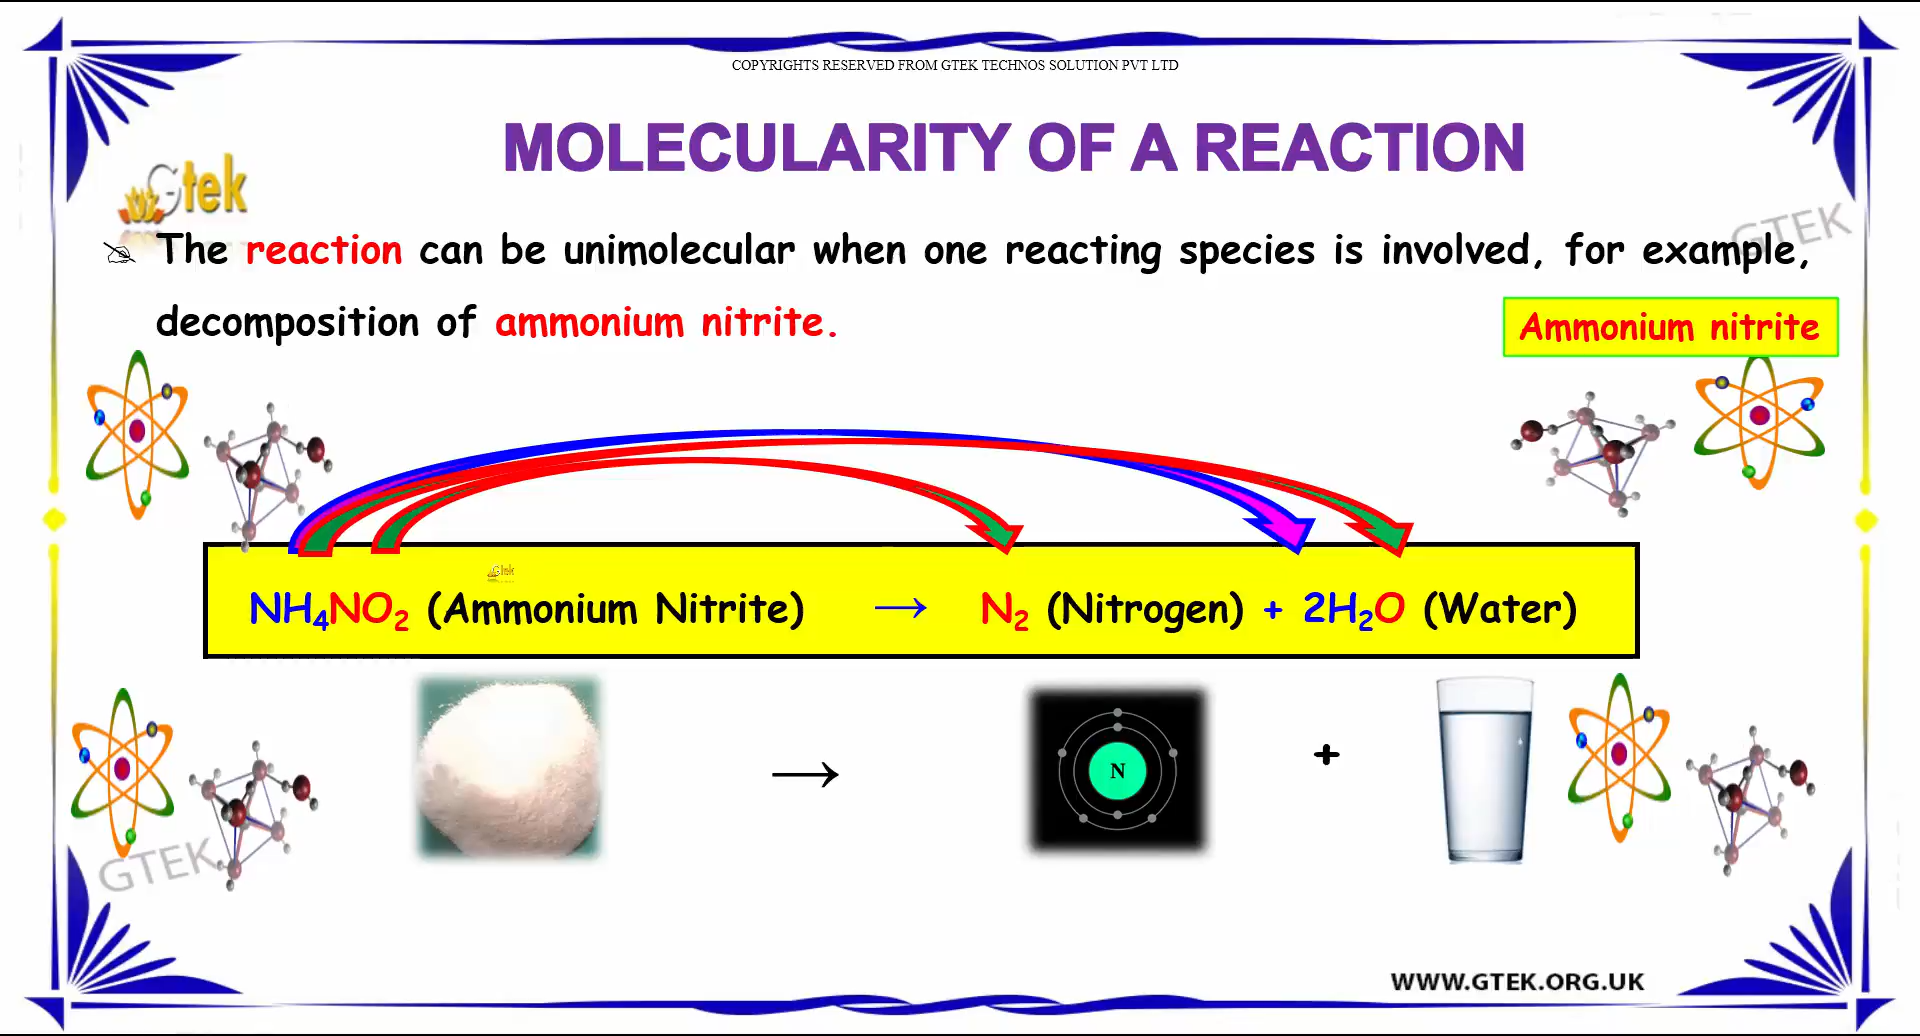 COPYRIGHTS RESERVED FROM GTEK TECHNOS SOLUTION PVT LTD
MOLECULARITY OF A REACTION
Gtek
GTEK
The reaction can be unimolecular when one reacting species is involved, for example,
decomposition of ammonium nitrite.
Ammonium nitrite
Gtek
NH₄NO₂ (Ammonium Nitrite) → N₂ (Nitrogen) + 2H₂O (Water)
→ N +
GTEK
WWW.GTEK.ORG.UK